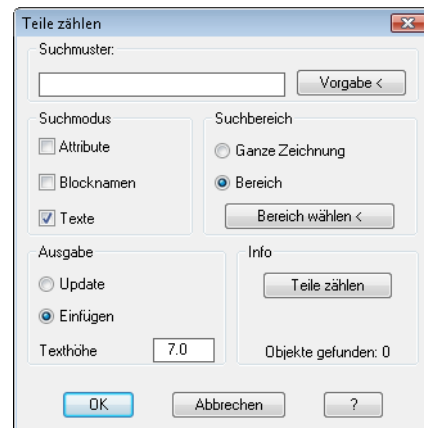 Teile zählen
Suchmuster:
Vorgabe <
Suchmodus
Suchbereich
Attribute
Ganze Zeichnung
Blocknamen
Bereich
Texte
Bereich wählen <
Ausgabe
Info
Update
Teile zählen
Einfügen
Texthöhe 7.0
Objekte gefunden: 0
OK
Abbrechen
?